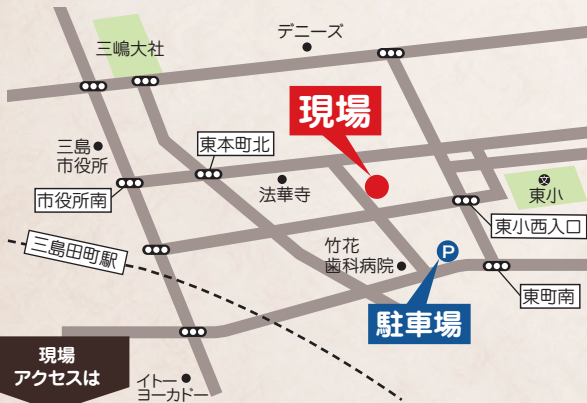 三嶋大社
デニーズ
現場
三島
市役所
東本町北
市役所南
法華寺
文
東小
東小西入口
三島田町駅
竹花
歯科病院
P
東町南
駐車場
現場
アクセスは
イトー
ヨーカドー